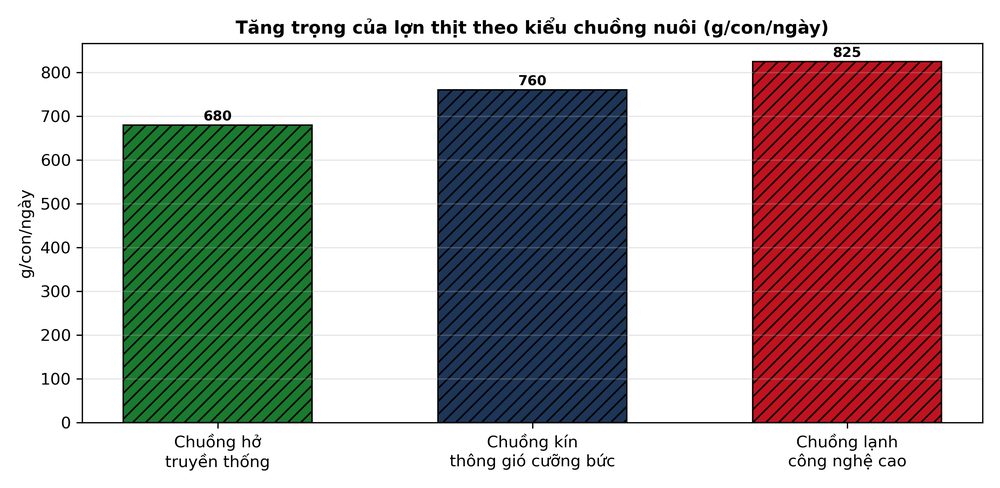 Tăng trọng của lợn thịt theo kiểu chuồng nuôi (g/con/ngày)
g/con/ngày
800
700
600
500
400
300
200
100
0
680
760
825
Chuồng hở
truyền thống
Chuồng kín
thông gió cưỡng bức
Chuồng lạnh
công nghệ cao